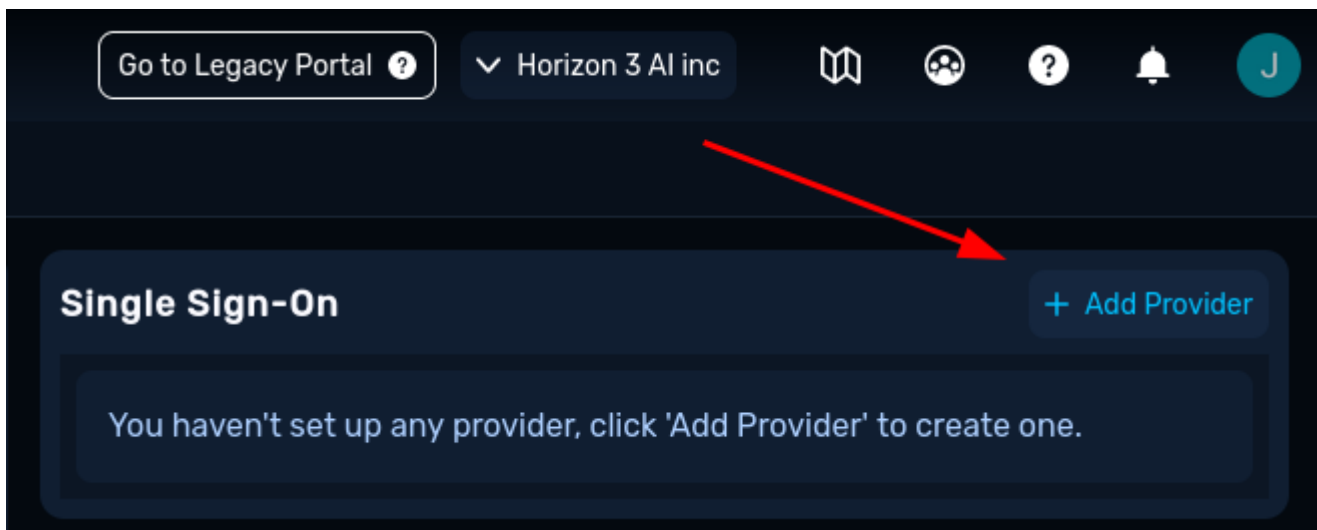 Go to Legacy Portal ?
Horizon 3 AI inc
?
J
Single Sign-On
+ Add Provider
You haven't set up any provider, click 'Add Provider' to create one.